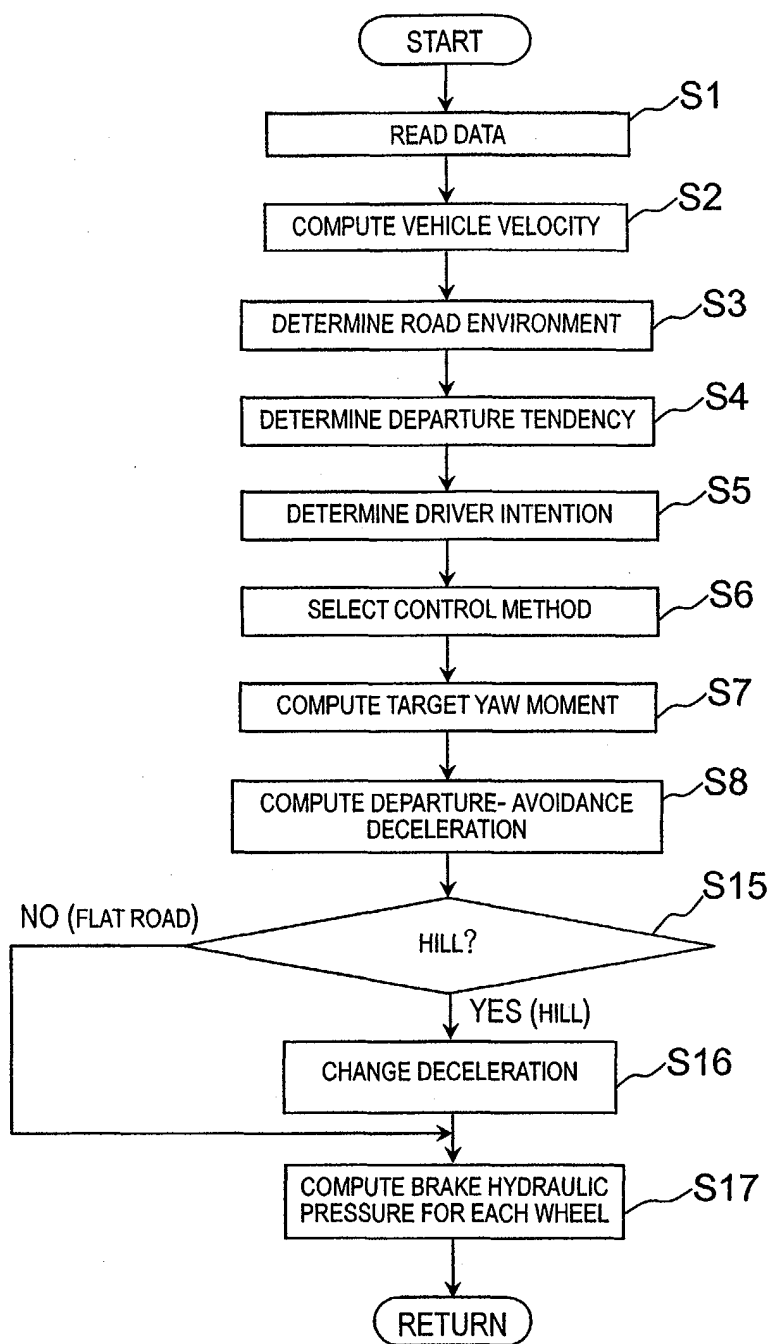 START
S1
READ DATA
S2
COMPUTE VEHICLE VELOCITY
S3
DETERMINE ROAD ENVIRONMENT
S4
DETERMINE DEPARTURE TENDENCY
S5
DETERMINE DRIVER INTENTION
S6
SELECT CONTROL METHOD
S7
COMPUTE TARGET YAW MOMENT
S8
COMPUTE DEPARTURE- AVOIDANCE
DECELERATION
S15
NO (FLAT ROAD)
HILL?
YES (HILL)
S16
CHANGE DECELERATION
S17
COMPUTE BRAKE HYDRAULIC
PRESSURE FOR EACH WHEEL
RETURN